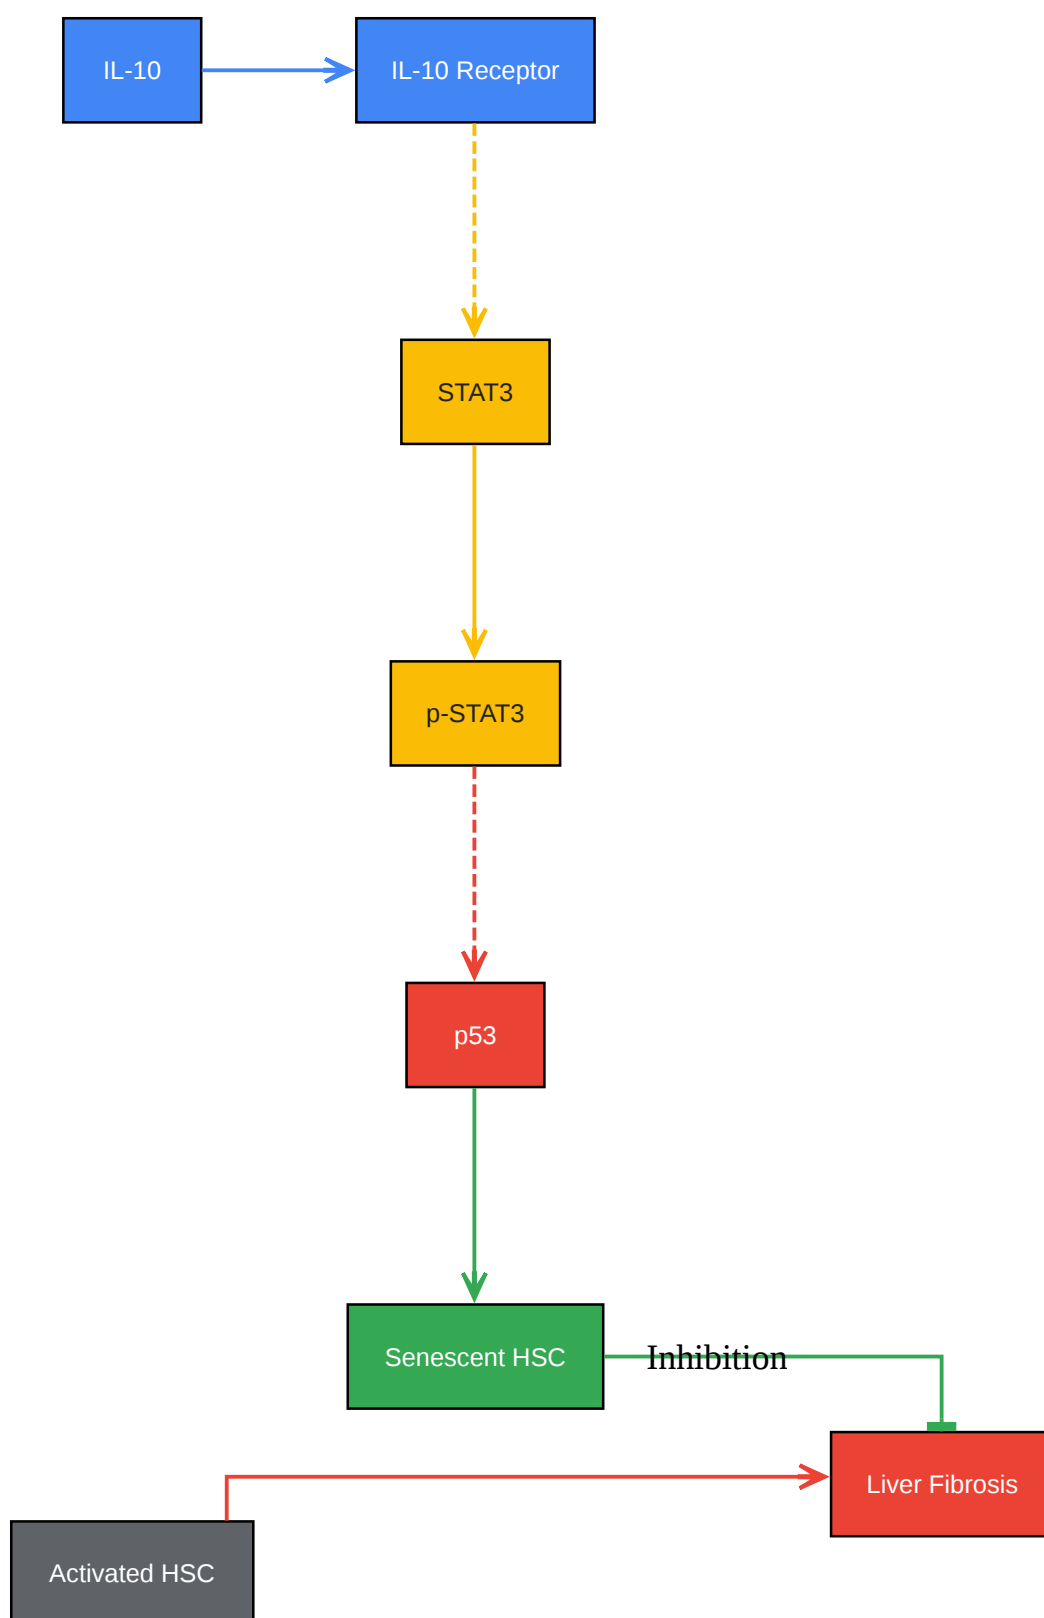 IL-10
IL-10 Receptor
STAT3
p-STAT3
p53
Senescent HSC
Inhibition
Liver Fibrosis
Activated HSC